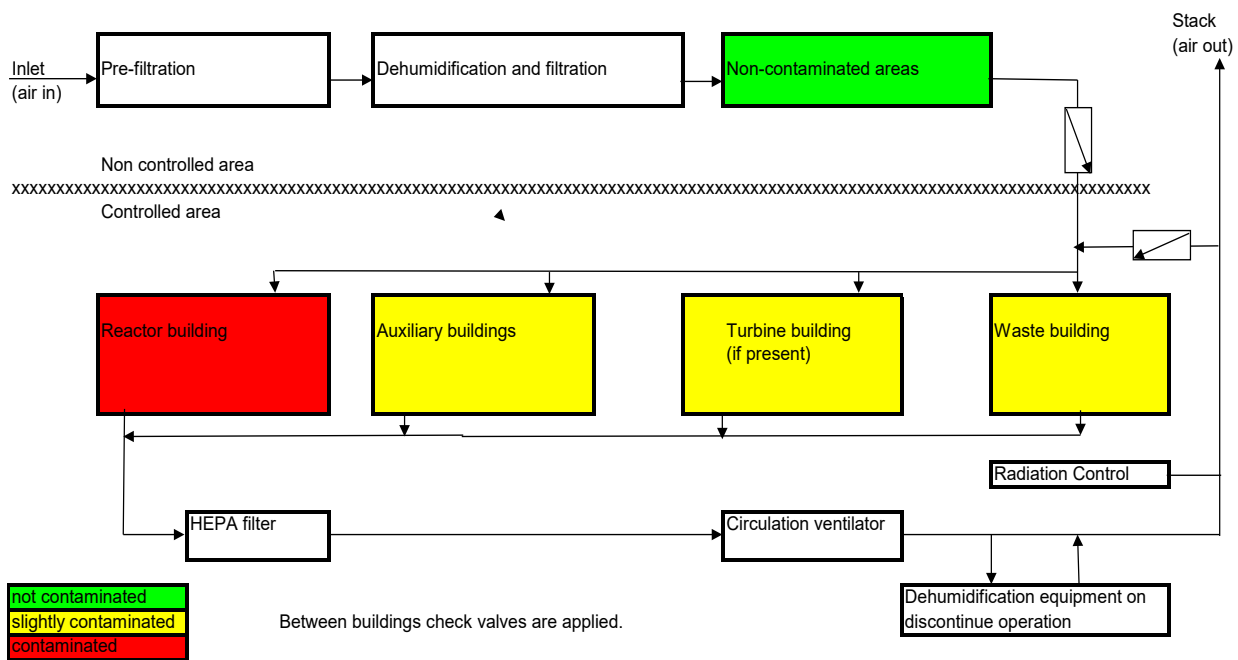 Stack
(air out)
Inlet
(air in)
Pre-filtration
Dehumidification and filtration
Non-contaminated areas
Non controlled area
xxxxxxxxxxxxxxxxxxxxxxxxxxxxxxxxxxxxxxxxxxxxxxxxxxxxxxxxxxxxxxxxxxxxxxxxxxxxxxxxxxxxxxxxxxxxxxxxxxxxxxxxxxxxxxxxxxxxxxxxxxxxxxxx
Controlled area
Reactor building
Auxiliary buildings
Turbine building
(if present)
Waste building
Radiation Control
HEPA filter
Circulation ventilator
Dehumidification equipment on
discontinue operation
not contaminated
slightly contaminated
contaminated
Between buildings check valves are applied.